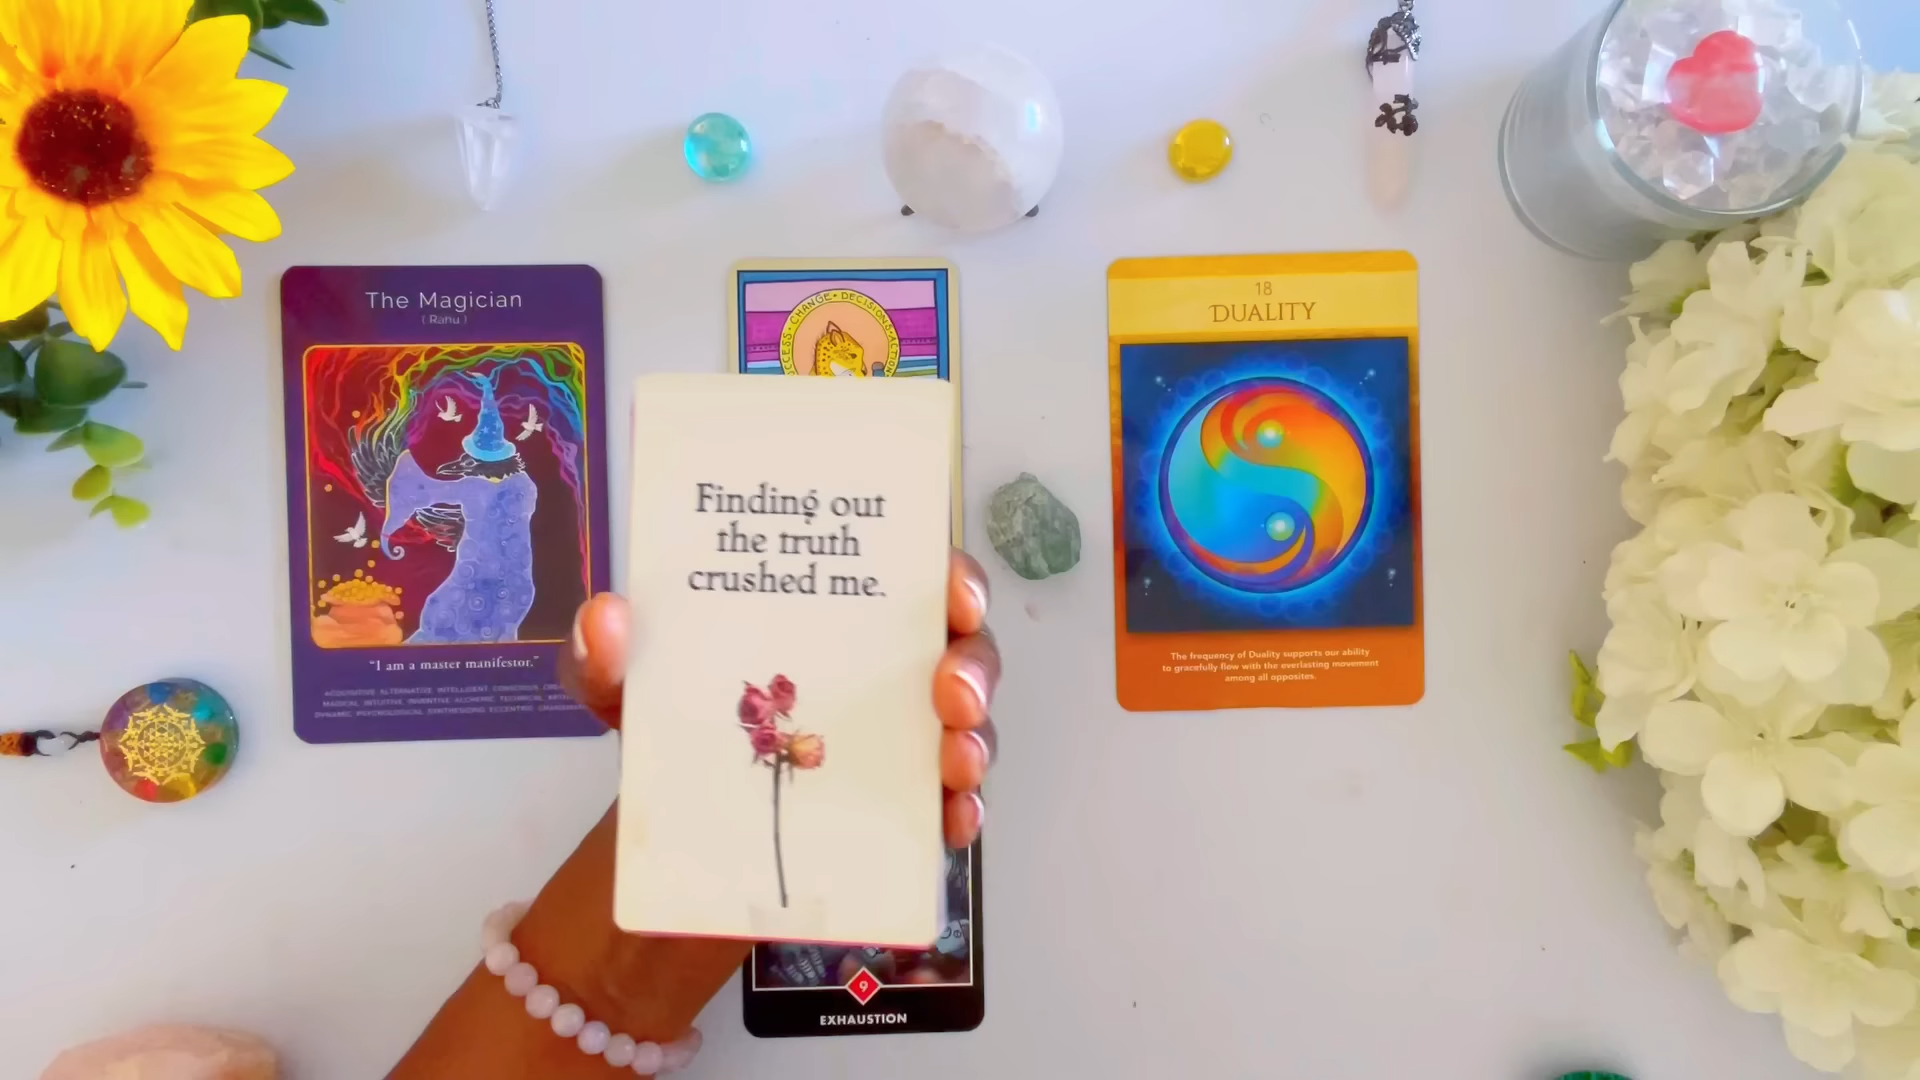 The Magician
( Rahu )
"I am a master manifestor."
CHANGE • DECISIONS • ACTION
Finding out
the truth
crushed me.
9
EXHAUSTION
18
DUALITY
The frequency of Duality supports our ability
to gracefully flow with the everlasting movement
among all opposites.